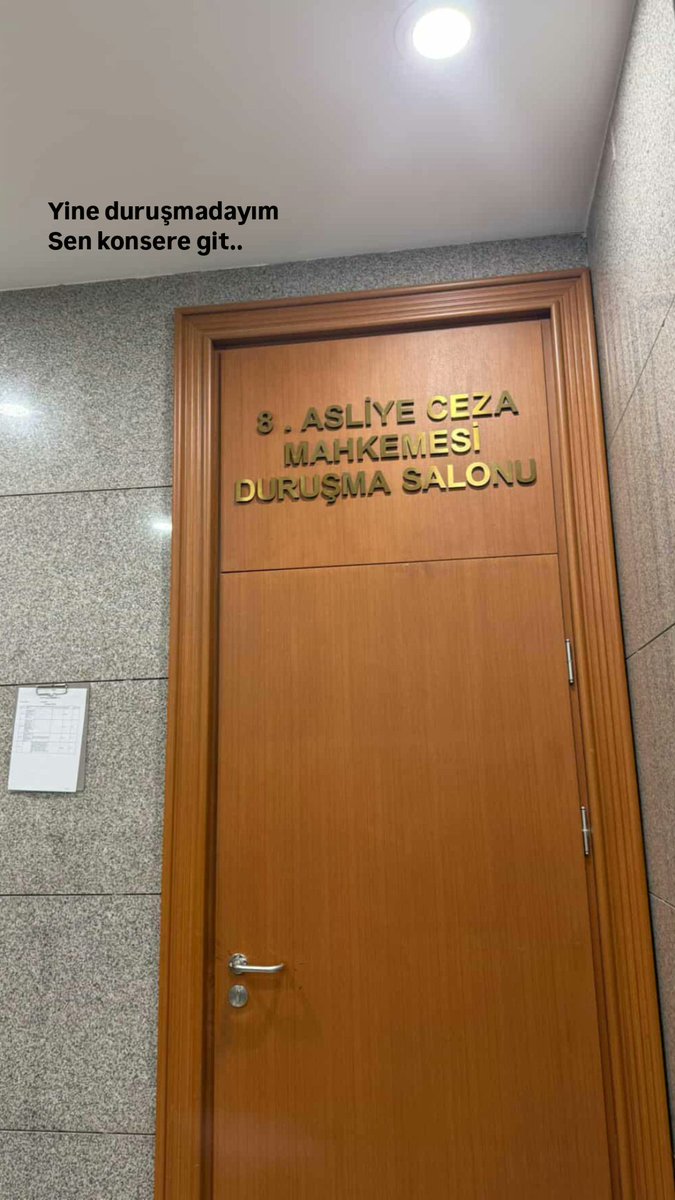 Yine duruşmadayım
Sen konsere git..
8 . ASLİYE CEZA
MAHKEMESİ
DURUŞMA SALONU